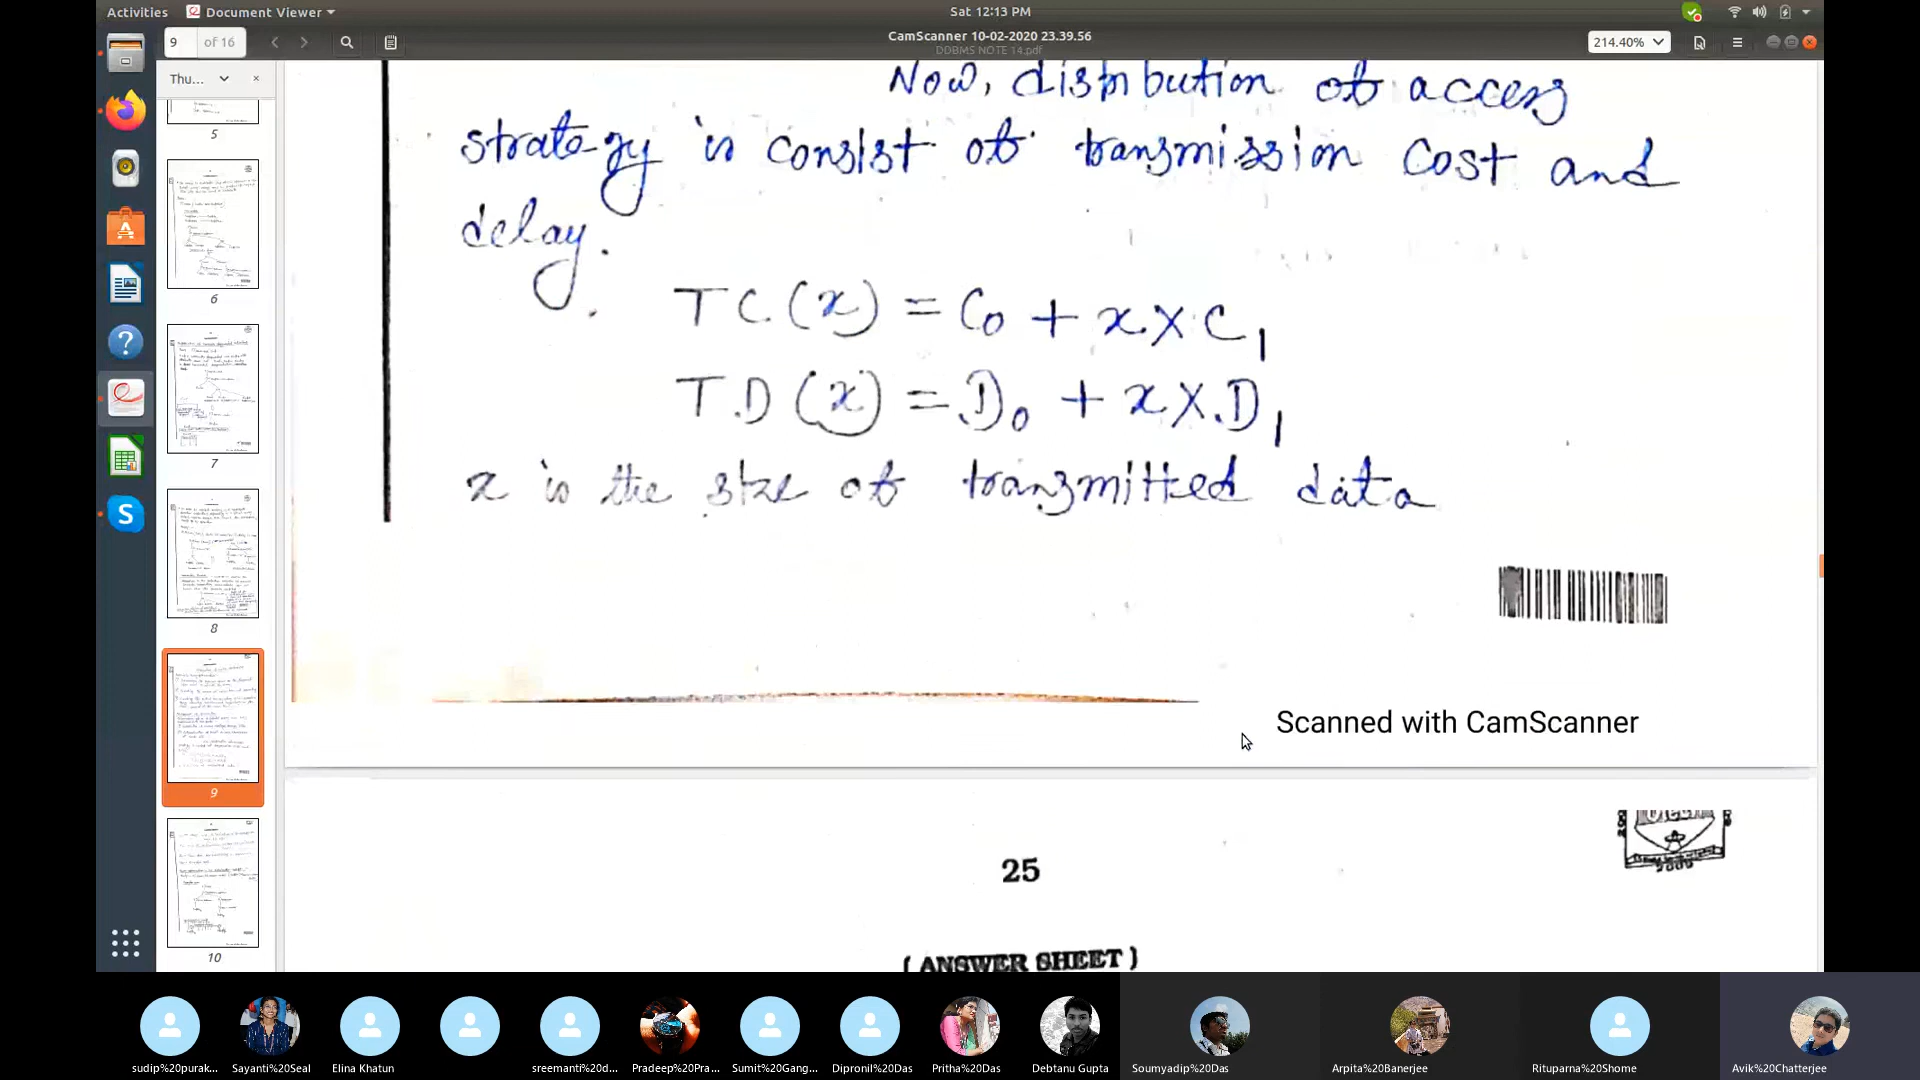 Activities
Document Viewer
Sat 12:13 PM
9 of 16
CamScanner 10-02-2020 23.39.56
DDBMS NOTE 14.pdf
214.40%
Thu...
5
6
7
8
9
10
Now, distribution of access
strategy is consist of transmission cost and
delay.
TC.(x) = C0 + x X C1
T.D (x) = D0 + x X.D1
x is the size of transmitted data
Scanned with CamScanner
25
2009
( ANSWER SHEET )
sudip%20purak...
Sayanti%20Seal
Elina Khatun
sreemanti%20d...
Pradeep%20Pra...
Sumit%20Gang...
Dipronil%20Das
Pritha%20Das
Debtanu Gupta
Soumyadip%20Das
Arpita%20Banerjee
Rituparna%20Shome
Avik%20Chatterjee